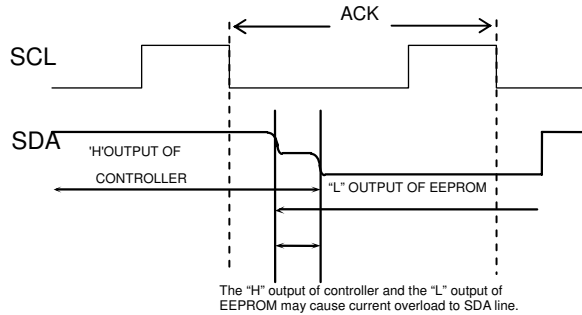 ACK
SCL
SDA
'H'OUTPUT OF
CONTROLLER
“L” OUTPUT OF EEPROM
The “H” output of controller and the “L” output of
EEPROM may cause current overload to SDA line.